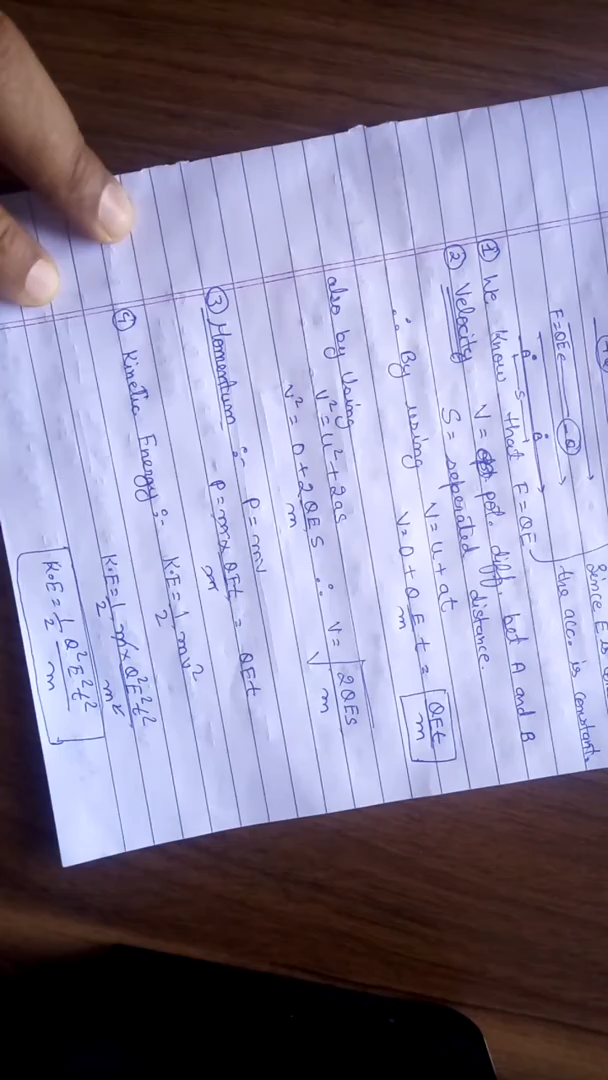 Since E is
the acc. is constant.
F=QE -Q
A S B
① We know that F=QE
V= pot. diff. bet A and B
② Velocity S= seperated distance.
∴ By using V=u+at
V=0+QE/m t = QEt/m
also by using
V²=u²+2as
V²=0+2QES/m ∴ V=√2QES/m
③ Momentum :- P=mv
P=m×QEt/m = QEt
④ Kinetic Energy :- K.E=1/2 mv²
K.E=1/2 m×Q²E²t²/m²
K.E=1/2 Q²E²t²/m